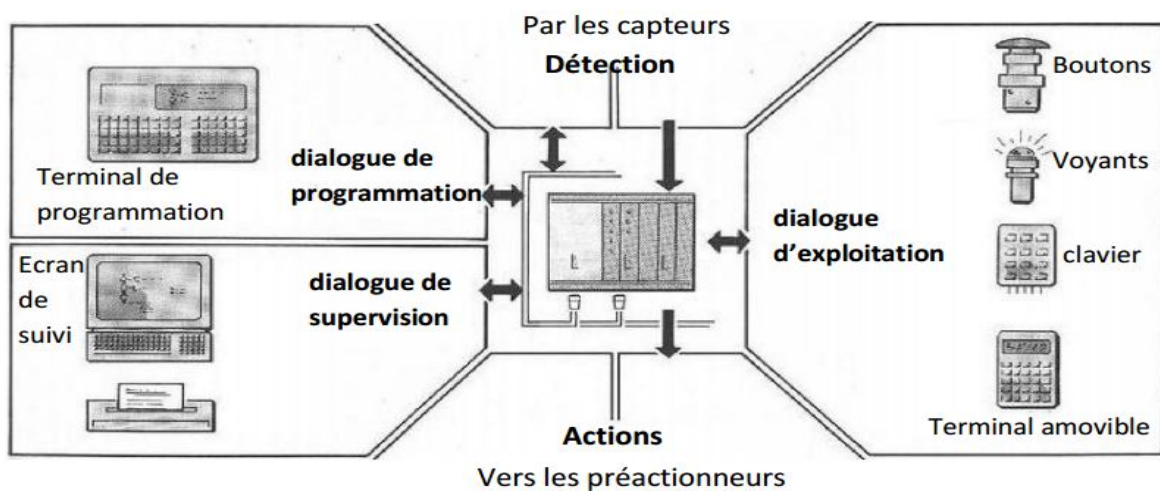 Par les capteurs
Détection
Terminal de
programmation
dialogue de
programmation
Ecran
de
suivi
dialogue de
supervision
dialogue
d'exploitation
Boutons
Voyants
clavier
Terminal amovible
Actions
Vers les préactionneurs